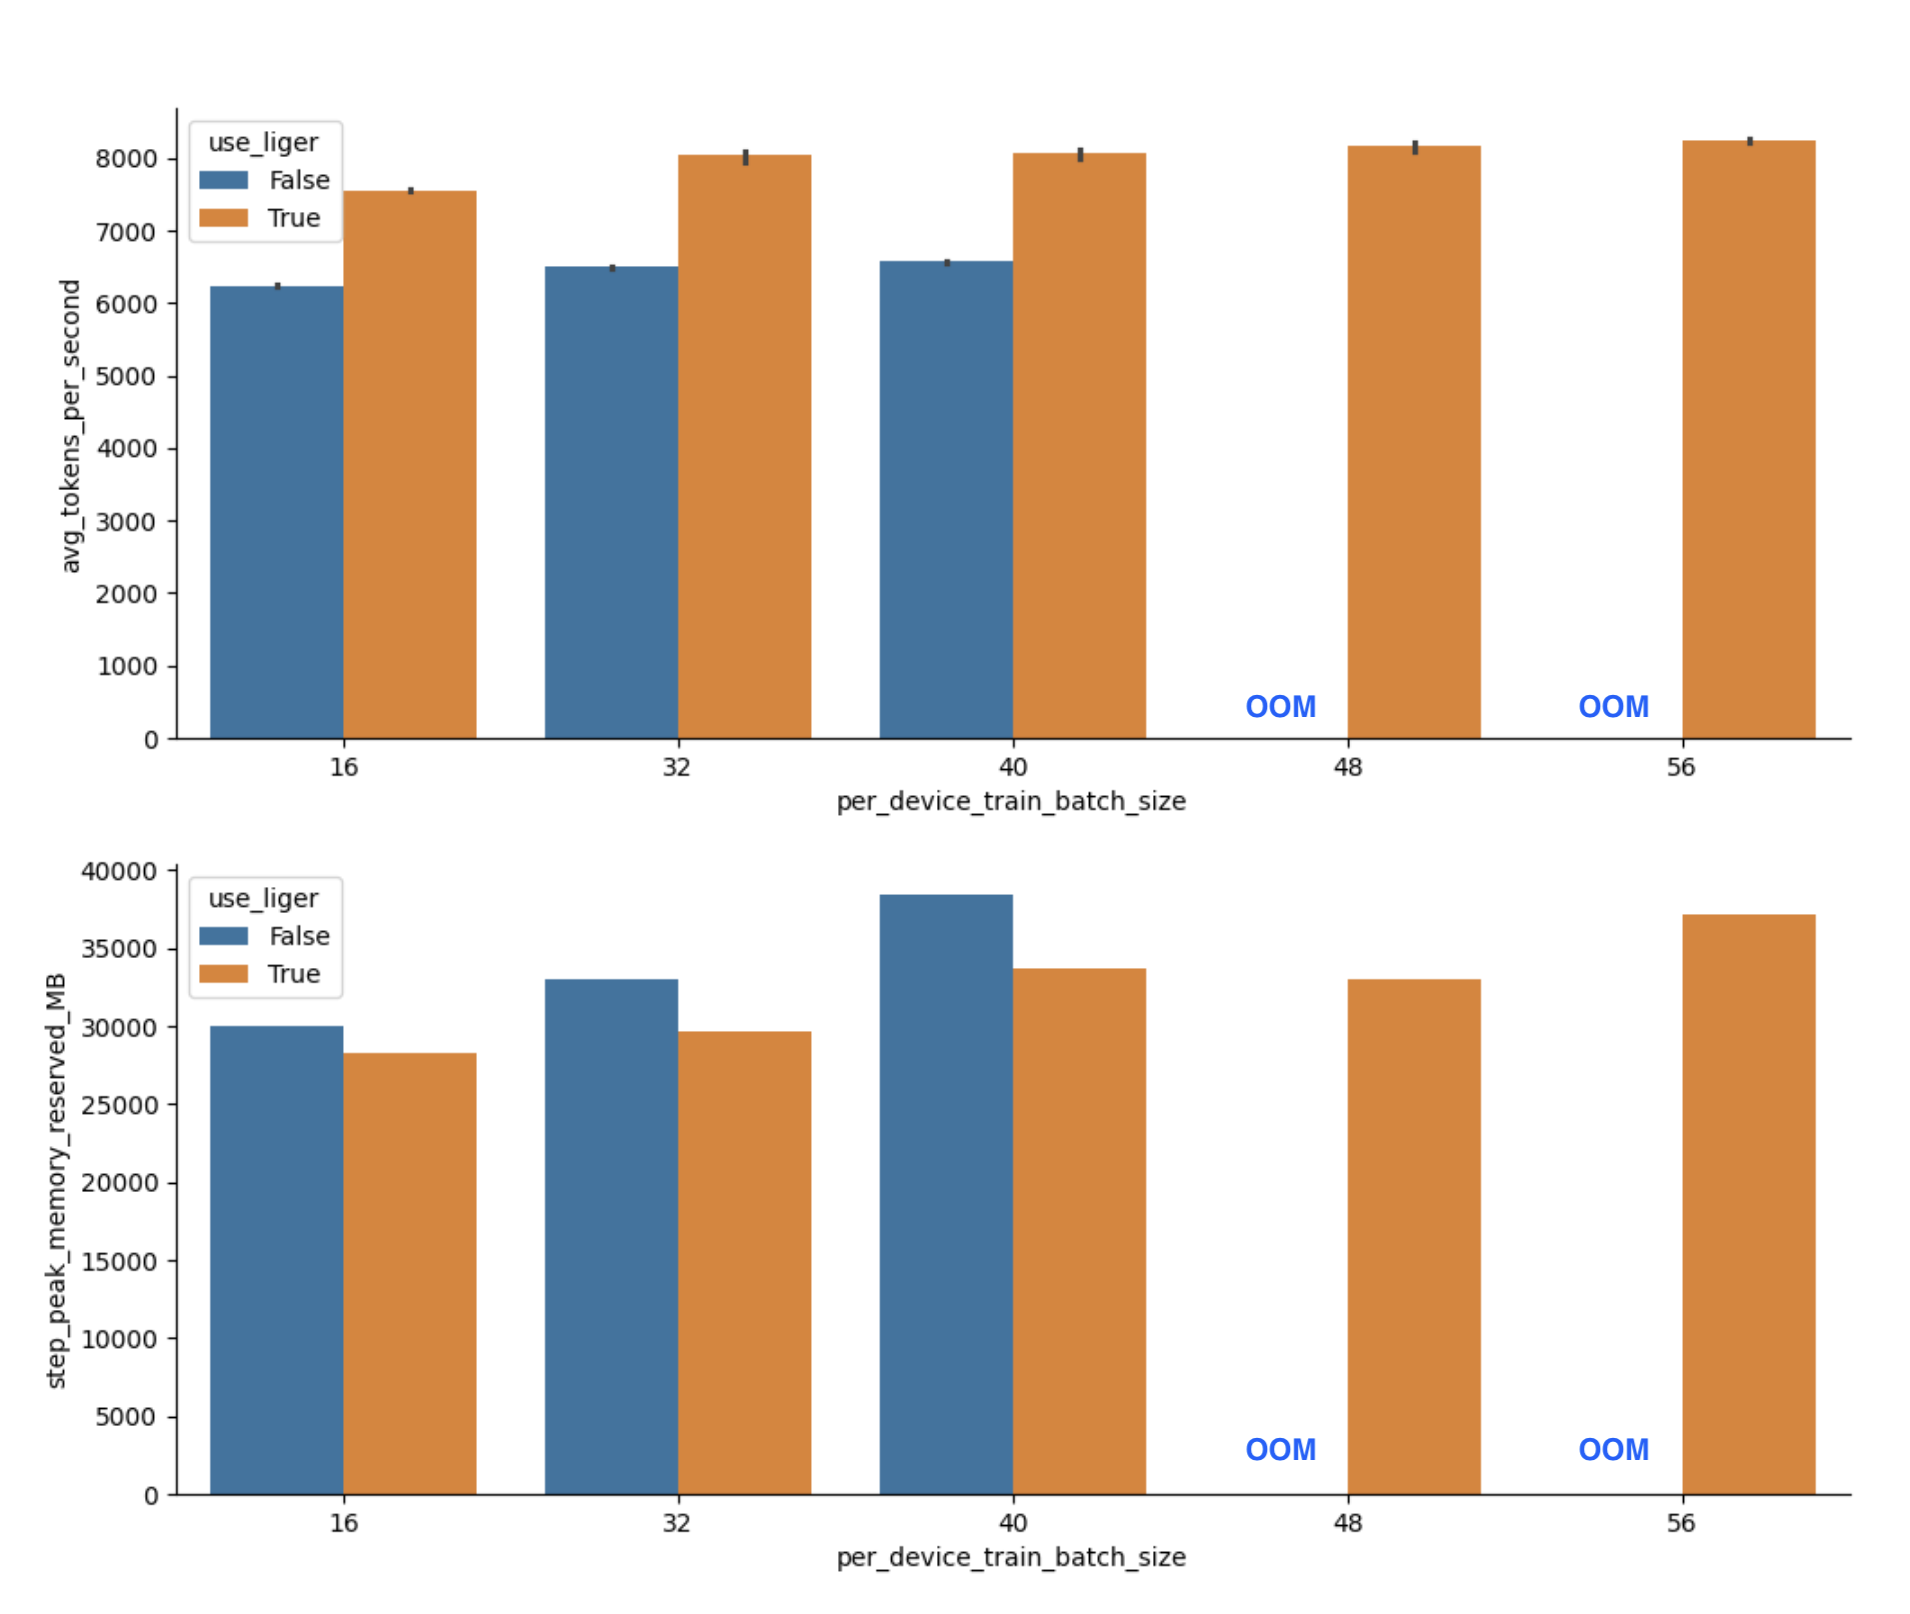 use_liger
False
True
8000
7000
6000
5000
4000
3000
2000
1000
0
avg_tokens_per_second
OOM
OOM
16 32 40 48 56
per_device_train_batch_size
use_liger
False
True
40000
35000
30000
25000
20000
15000
10000
5000
0
step_peak_memory_reserved_MB
OOM
OOM
16 32 40 48 56
per_device_train_batch_size